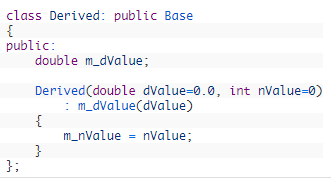 class Derived: public Base
{
public:
    double m_dValue;

    Derived(double dValue=0.0, int nValue=0)
        : m_dValue(dValue)
    {
        m_nValue = nValue;
    }
};